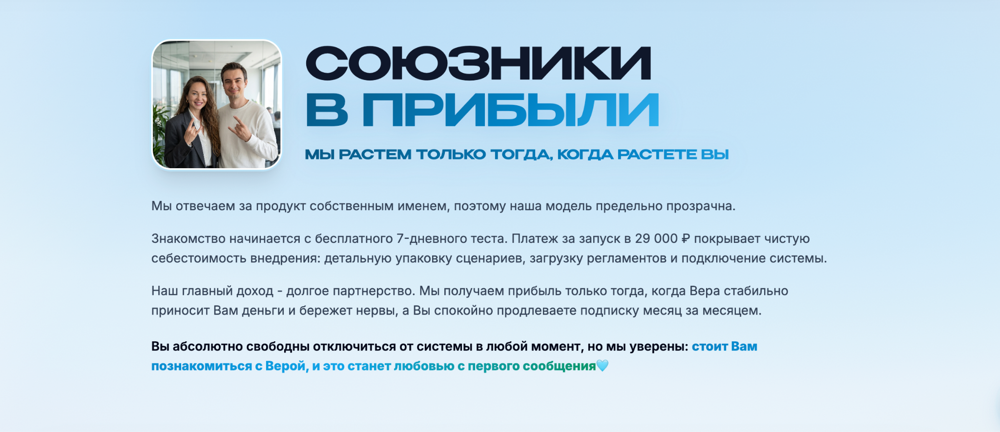 СОЮЗНИКИ
В ПРИБЫЛИ
МЫ РАСТЕМ ТОЛЬКО ТОГДА, КОГДА РАСТЕТЕ ВЫ
Мы отвечаем за продукт собственным именем, поэтому наша модель предельно прозрачна.
Знакомство начинается с бесплатного 7-дневного теста. Платеж за запуск в 29 000 ₽ покрывает чистую
себестоимость внедрения: детальную упаковку сценариев, загрузку регламентов и подключение системы.
Наш главный доход - долгое партнерство. Мы получаем прибыль только тогда, когда Вера стабильно
приносит Вам деньги и бережет нервы, а Вы спокойно продлеваете подписку месяц за месяцем.
Вы абсолютно свободны отключиться от системы в любой момент, но мы уверены: стоит Вам
познакомиться с Верой, и это станет любовью с первого сообщения🩵